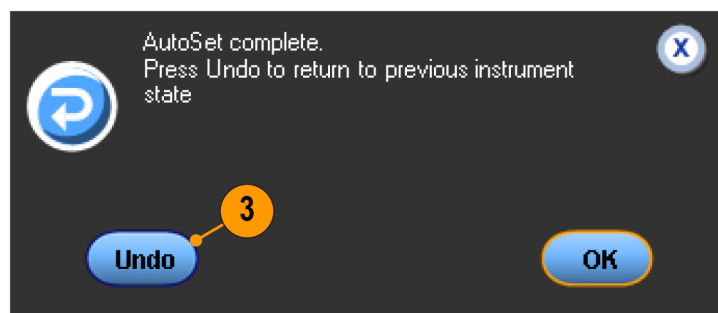 AutoSet complete.
X
Press Undo to return to previous instrument
state
3
Undo
OK